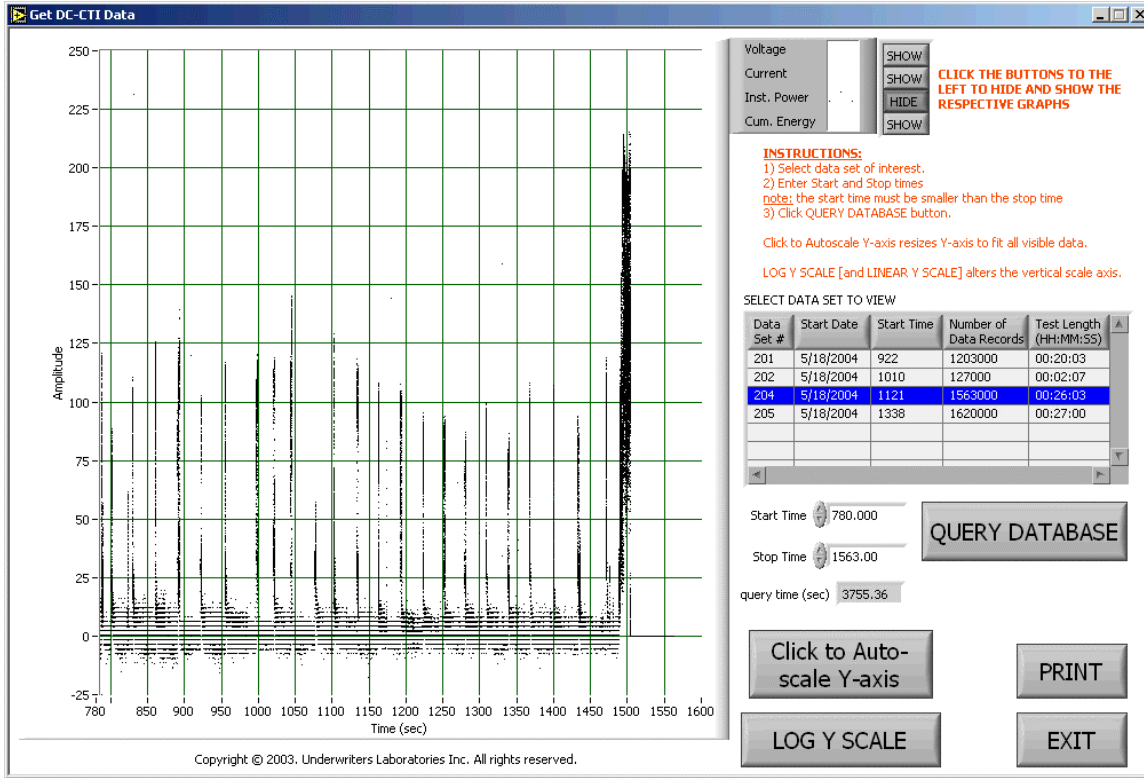 Get DC-CTI Data
250
225
200
175
150
125
100
75
50
25
0
-25
Amplitude
780 850 900 950 1000 1050 1100 1150 1200 1250 1300 1350 1400 1450 1500 1550 1600
Time (sec)
Copyright © 2003. Underwriters Laboratories Inc. All rights reserved.
Voltage SHOW
Current SHOW
Inst. Power HIDE
Cum. Energy SHOW
CLICK THE BUTTONS TO THE
LEFT TO HIDE AND SHOW THE
RESPECTIVE GRAPHS
INSTRUCTIONS:
1) Select data set of interest.
2) Enter Start and Stop times
note: the start time must be smaller than the stop time
3) Click QUERY DATABASE button.
Click to Autoscale Y-axis resizes Y-axis to fit all visible data.
LOG Y SCALE [and LINEAR Y SCALE] alters the vertical scale axis.
SELECT DATA SET TO VIEW
Data Start Date Start Time Number of Test Length
Set # Data Records (HH:MM:SS)
201 5/18/2004 922 1203000 00:20:03
202 5/18/2004 1010 127000 00:02:07
204 5/18/2004 1121 1563000 00:26:03
205 5/18/2004 1338 1620000 00:27:00
Start Time 780.000
Stop Time 1563.00
QUERY DATABASE
query time (sec) 3755.36
Click to Auto-
scale Y-axis
PRINT
LOG Y SCALE
EXIT